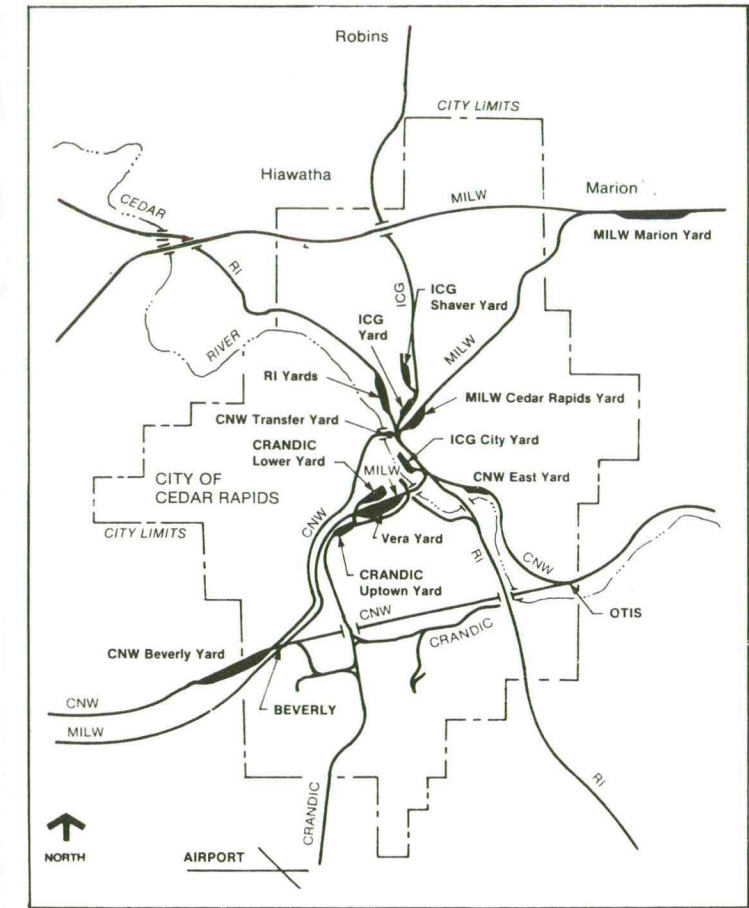 Robins
CITY LIMITS
Hiawatha
MILW
Marion
CEDAR
MILW Marion Yard
RI
ICG
ICG
Shaver Yard
ICG
Yard
RIVER
MILW
RI Yards
MILW Cedar Rapids Yard
CNW Transfer Yard
CRANDIC
Lower Yard
ICG City Yard
MILW
CNW East Yard
CITY OF
CEDAR RAPIDS
CITY LIMITS
CNW
Vera Yard
RI
CNW
CRANDIC
Uptown Yard
OTIS
CNW
CRANDIC
CNW Beverly Yard
CNW
BEVERLY
MILW
CRANDIC
RI
NORTH
AIRPORT